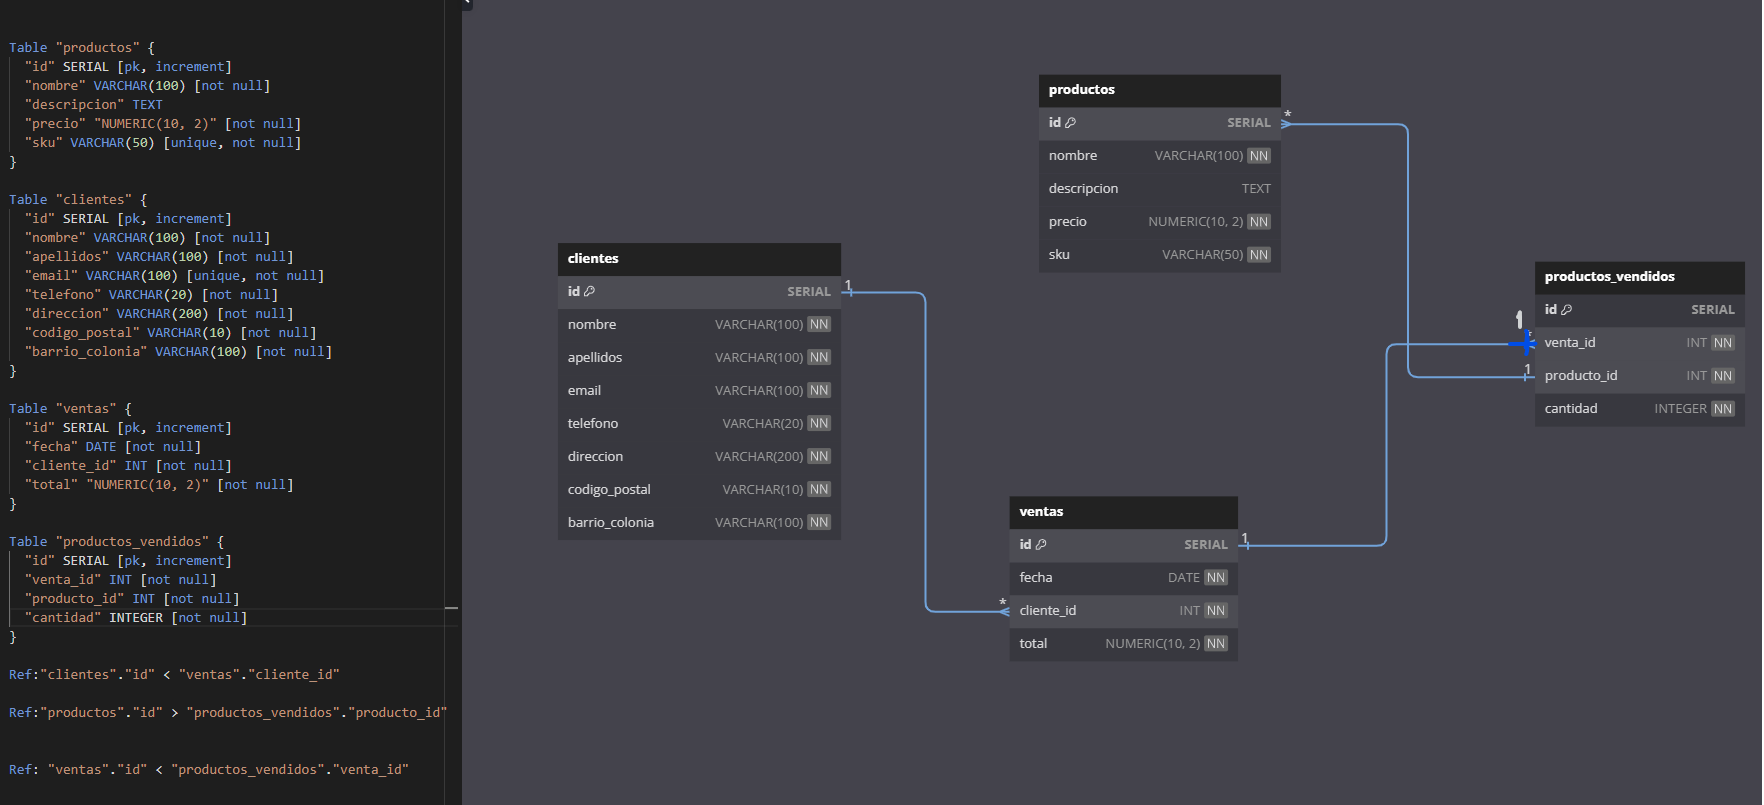 Table "productos" {
"id" SERIAL [pk, increment]
"nombre" VARCHAR(100) [not null]
"descripcion" TEXT
"precio" "NUMERIC(10, 2)" [not null]
"sku" VARCHAR(50) [unique, not null]
}
Table "clientes" {
"id" SERIAL [pk, increment]
"nombre" VARCHAR(100) [not null]
"apellidos" VARCHAR(100) [not null]
"email" VARCHAR(100) [unique, not null]
"telefono" VARCHAR(20) [not null]
"direccion" VARCHAR(200) [not null]
"codigo_postal" VARCHAR(10) [not null]
"barrio_colonia" VARCHAR(100) [not null]
}
Table "ventas" {
"id" SERIAL [pk, increment]
"fecha" DATE [not null]
"cliente_id" INT [not null]
"total" "NUMERIC(10, 2)" [not null]
}
Table "productos_vendidos" {
"id" SERIAL [pk, increment]
"venta_id" INT [not null]
"producto_id" INT [not null]
"cantidad" INTEGER [not null]
}
Ref:"clientes"."id" < "ventas"."cliente_id"
Ref:"productos"."id" > "productos_vendidos"."producto_id"
Ref: "ventas"."id" < "productos_vendidos"."venta_id"
clientes
id SERIAL 1
nombre VARCHAR(100) NN
apellidos VARCHAR(100) NN
email VARCHAR(100) NN
telefono VARCHAR(20) NN
direccion VARCHAR(200) NN
codigo_postal VARCHAR(10) NN
barrio_colonia VARCHAR(100) NN
productos
id SERIAL *
nombre VARCHAR(100) NN
descripcion TEXT
precio NUMERIC(10, 2) NN
sku VARCHAR(50) NN
ventas
id SERIAL 1
fecha DATE NN
* cliente_id INT NN
total NUMERIC(10, 2) NN
productos_vendidos
id SERIAL
1 venta_id INT NN
1 producto_id INT NN
cantidad INTEGER NN